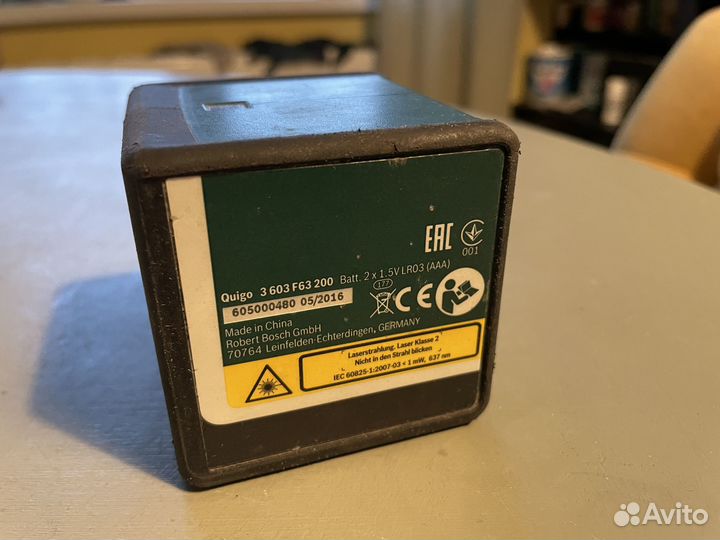 EAC
001
Quigo 3 603 F63 200 Batt. 2 x 1.5V LR03 (AAA)
605000480 05/2016
177
CE
Made in China
Robert Bosch GmbH
70764 Leinfelden-Echterdingen, GERMANY
Laserstrahlung. Laser Klasse 2
Nicht in den Strahl blicken
IEC 60825-1:2007-03 < 1 mW, 637 nm
Avito